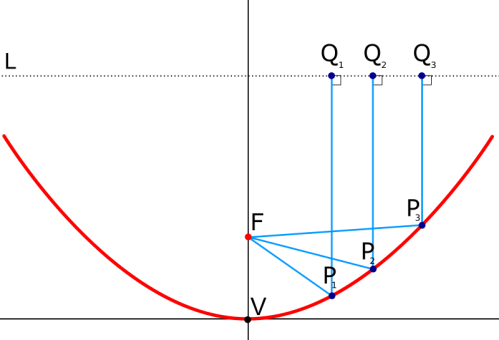 Q₁ Q₂ Q₃
L
F
P₃
P₂
P₁
V